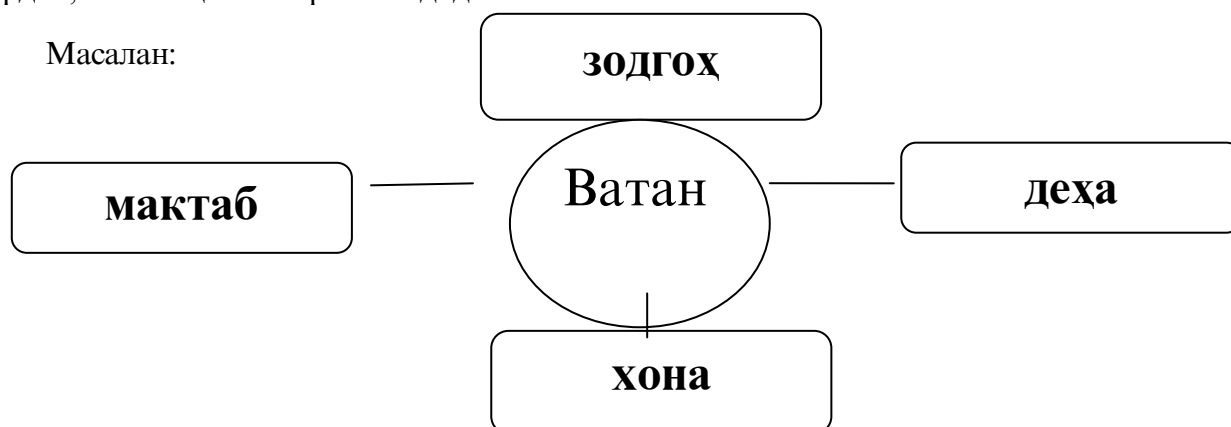 Масалан:
зодгоҳ
Ватан
мактаб
деҳа
хона